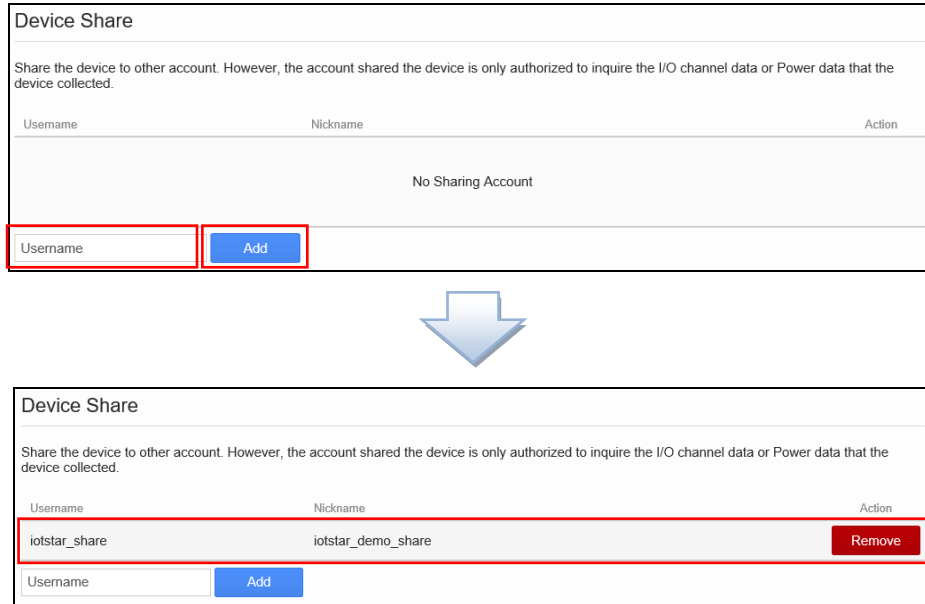 Device Share
Share the device to other account. However, the account shared the device is only authorized to inquire the I/O channel data or Power data that the
device collected.
Username Nickname Action
No Sharing Account
Username Add
Device Share
Share the device to other account. However, the account shared the device is only authorized to inquire the I/O channel data or Power data that the
device collected.
Username Nickname Action
iotstar_share iotstar_demo_share Remove
Username Add